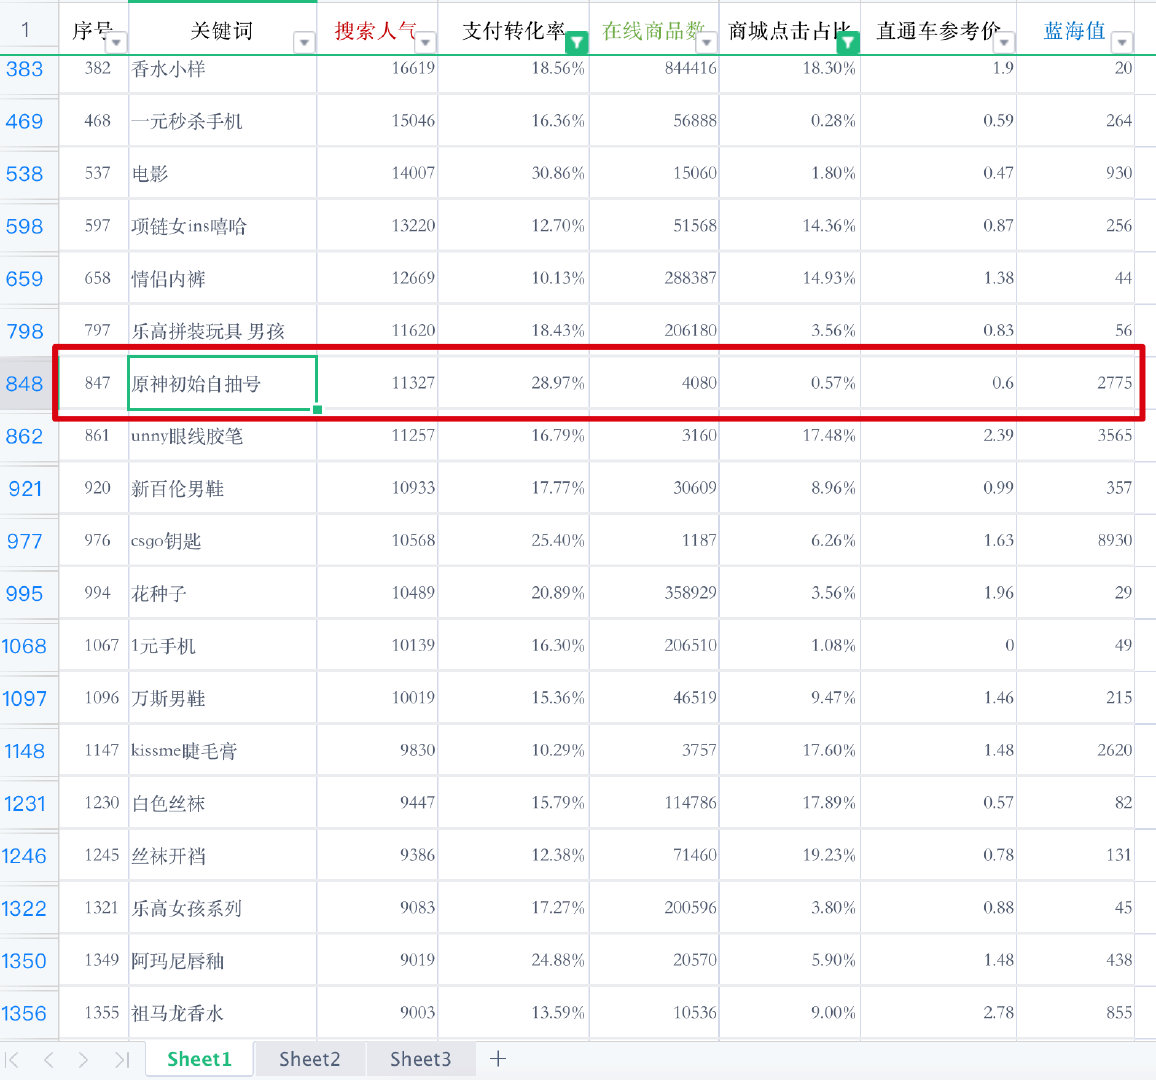 1 序号 关键词 搜索人气 支付转化率 在线商品数 商城点击占比 直通车参考价 蓝海值
383 382 香水小样 16619 18.56% 844416 18.30% 1.9 20
469 468 一元秒杀手机 15046 16.36% 56888 0.28% 0.59 264
538 537 电影 14007 30.86% 15060 1.80% 0.47 930
598 597 项链女ins嘻哈 13220 12.70% 51568 14.36% 0.87 256
659 658 情侣内裤 12669 10.13% 288387 14.93% 1.38 44
798 797 乐高拼装玩具 男孩 11620 18.43% 206180 3.56% 0.83 56
848 847 原神初始自抽号 11327 28.97% 4080 0.57% 0.6 2775
862 861 unny眼线胶笔 11257 16.79% 3160 17.48% 2.39 3565
921 920 新百伦男鞋 10933 17.77% 30609 8.96% 0.99 357
977 976 csgo钥匙 10568 25.40% 1187 6.26% 1.63 8930
995 994 花种子 10489 20.89% 358929 3.56% 1.96 29
1068 1067 1元手机 10139 16.30% 206510 1.08% 0 49
1097 1096 万斯男鞋 10019 15.36% 46519 9.47% 1.46 215
1148 1147 kissme睫毛膏 9830 10.29% 3757 17.60% 1.48 2620
1231 1230 白色丝袜 9447 15.79% 114786 17.89% 0.57 82
1246 1245 丝袜开裆 9386 12.38% 71460 19.23% 0.78 131
1322 1321 乐高女孩系列 9083 17.27% 200596 3.80% 0.88 45
1350 1349 阿玛尼唇釉 9019 24.88% 20570 5.90% 1.48 438
1356 1355 祖马龙香水 9003 13.59% 10536 9.00% 2.78 855
Sheet1 Sheet2 Sheet3 +